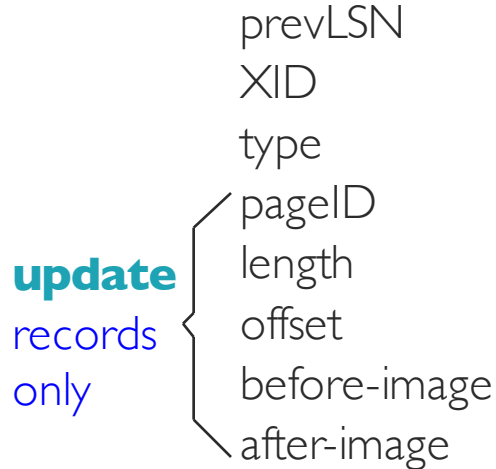 prevLSN
XID
type
pageID
length
offset
before-image
after-image
update
records
only